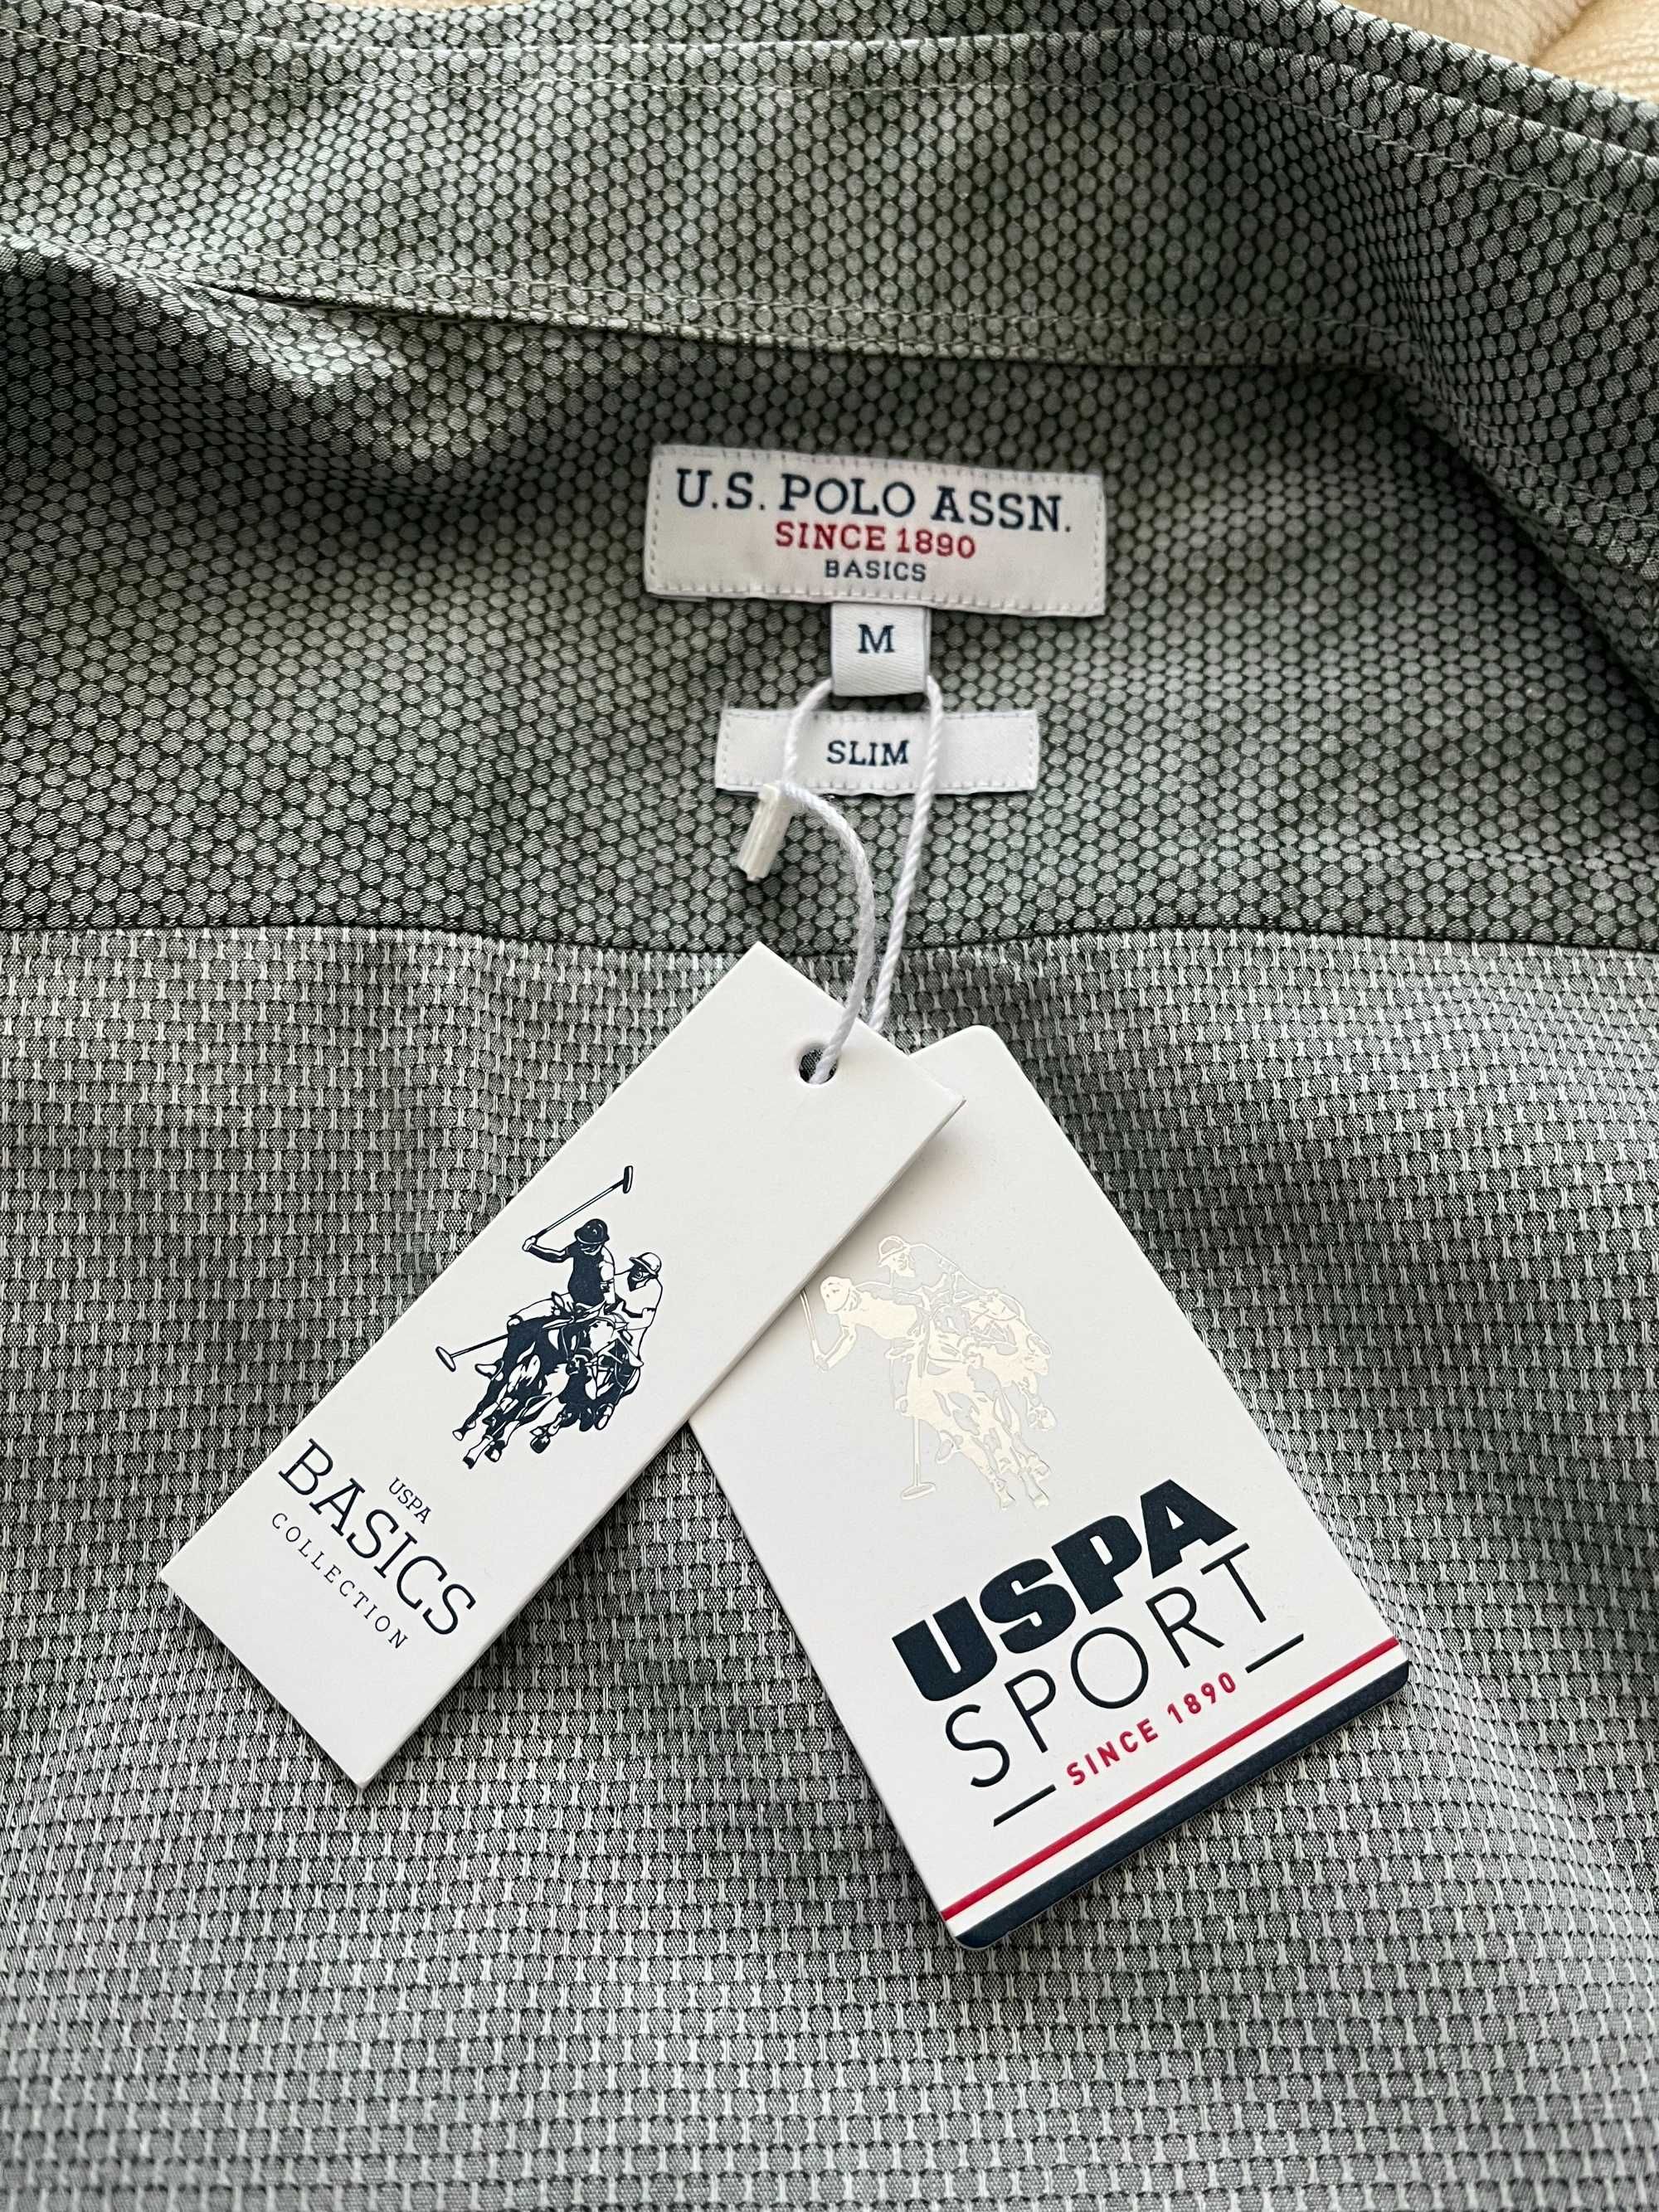 U.S. POLO ASSN.
SINCE 1890
BASICS
M
SLIM
USPA
BASICS
COLLECTION
USPA
SPORT
SINCE 1890